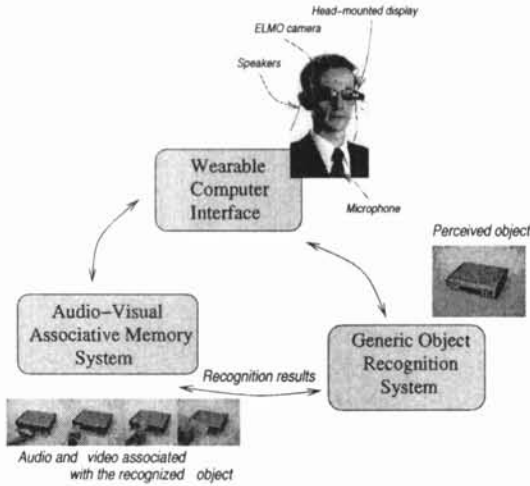 Head-mounted display
ELMO camera
Speakers
Wearable
Computer
Interface
Microphone
Perceived object
Audio-Visual
Associative Memory
System
Generic Object
Recognition
System
Recognition results
Audio and video associated
with the recognized object